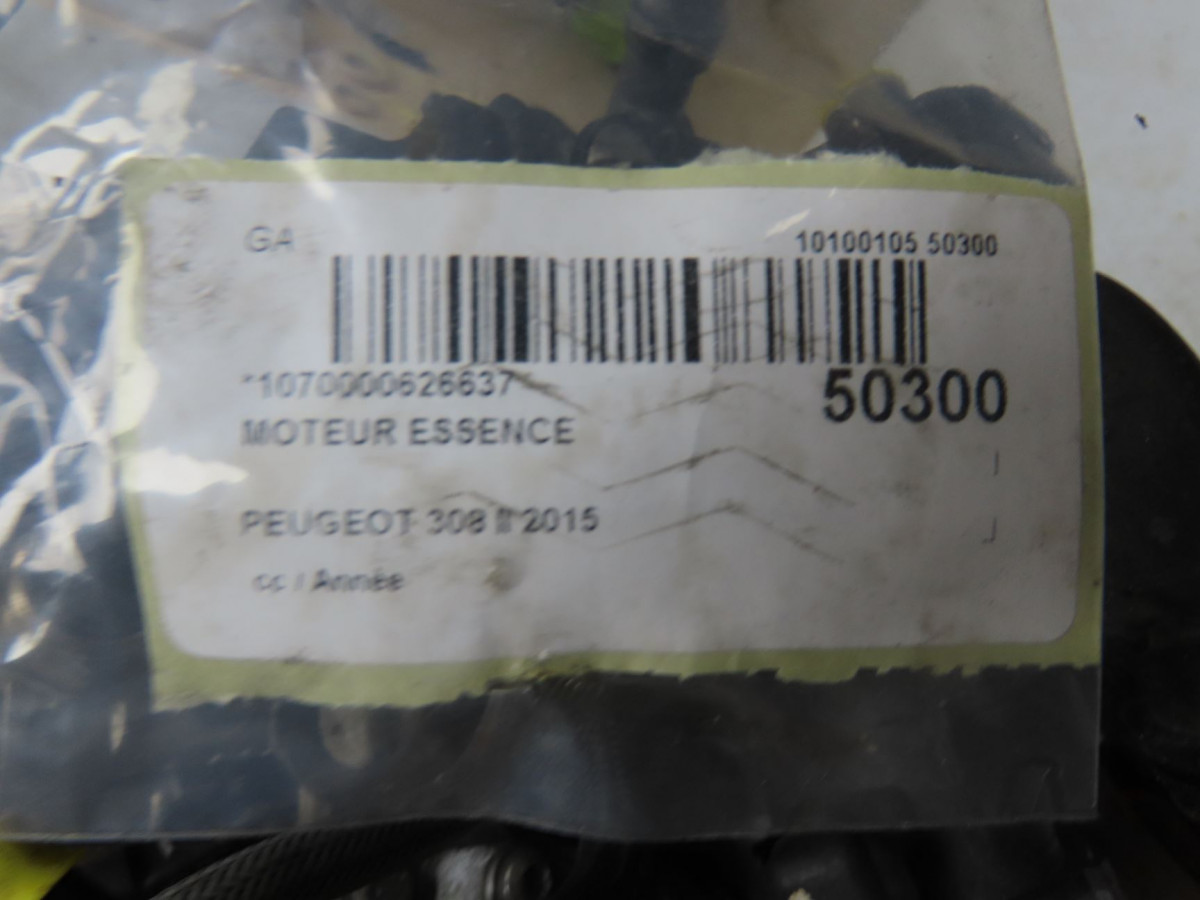 GA
10100105 50300
*1070000626637*
50300
MOTEUR ESSENCE
PEUGEOT 308 II 2015
cc / Année